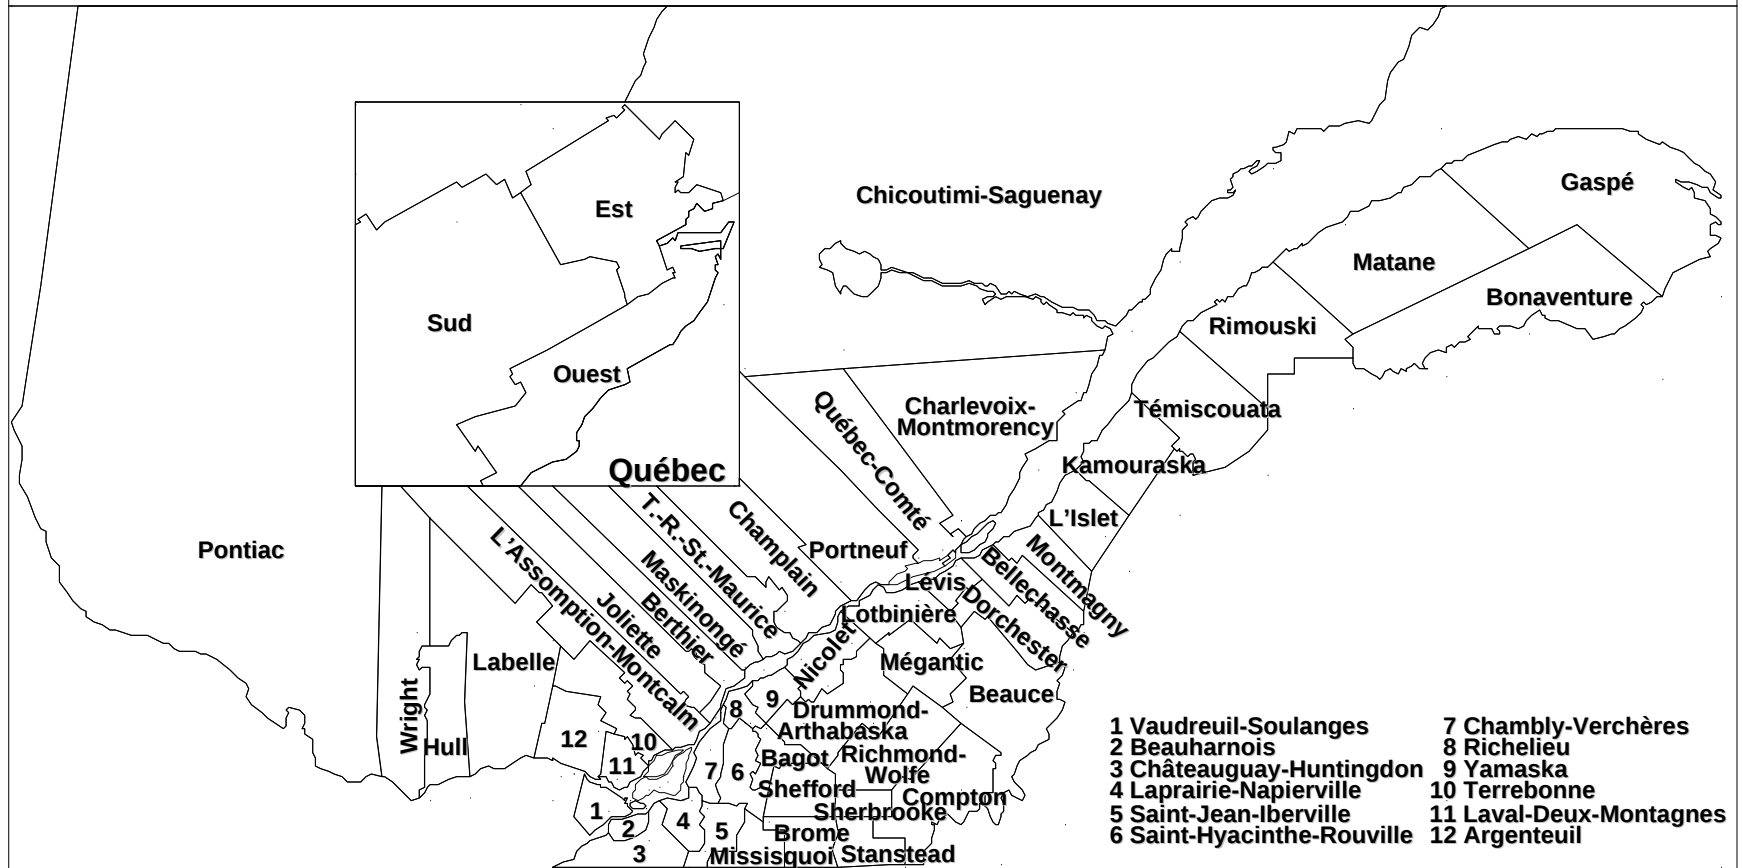 Chicoutimi-Saguenay
Gaspé
Matane
Bonaventure
Rimouski
Est
Sud
Ouest
Québec
Témiscouata
Charlevoix-
Montmorency
Québec-Comté
Kamouraska
L'Islet
Montmagny
Bellechasse
Dorchester
Lévis
Portneuf
Champlain
T.-R.-St.-Maurice
Maskinongé
Berthier
Joliette
L'Assomption-Montcalm
Pontiac
Wright
Hull
Labelle
Lotbinière
Nicolet
Mégantic
Beauce
Drummond-
Arthabaska
Bagot
Richmond-
Wolfe
Shefford
Compton
Sherbrooke
Brome
Missisquoi
Stanstead
12
10
11
9
8
7
6
1
2
3
4
5
1 Vaudreuil-Soulanges
2 Beauharnois
3 Châteauguay-Huntingdon
4 Laprairie-Napierville
5 Saint-Jean-Iberville
6 Saint-Hyacinthe-Rouville
7 Chambly-Verchères
8 Richelieu
9 Yamaska
10 Terrebonne
11 Laval-Deux-Montagnes
12 Argenteuil